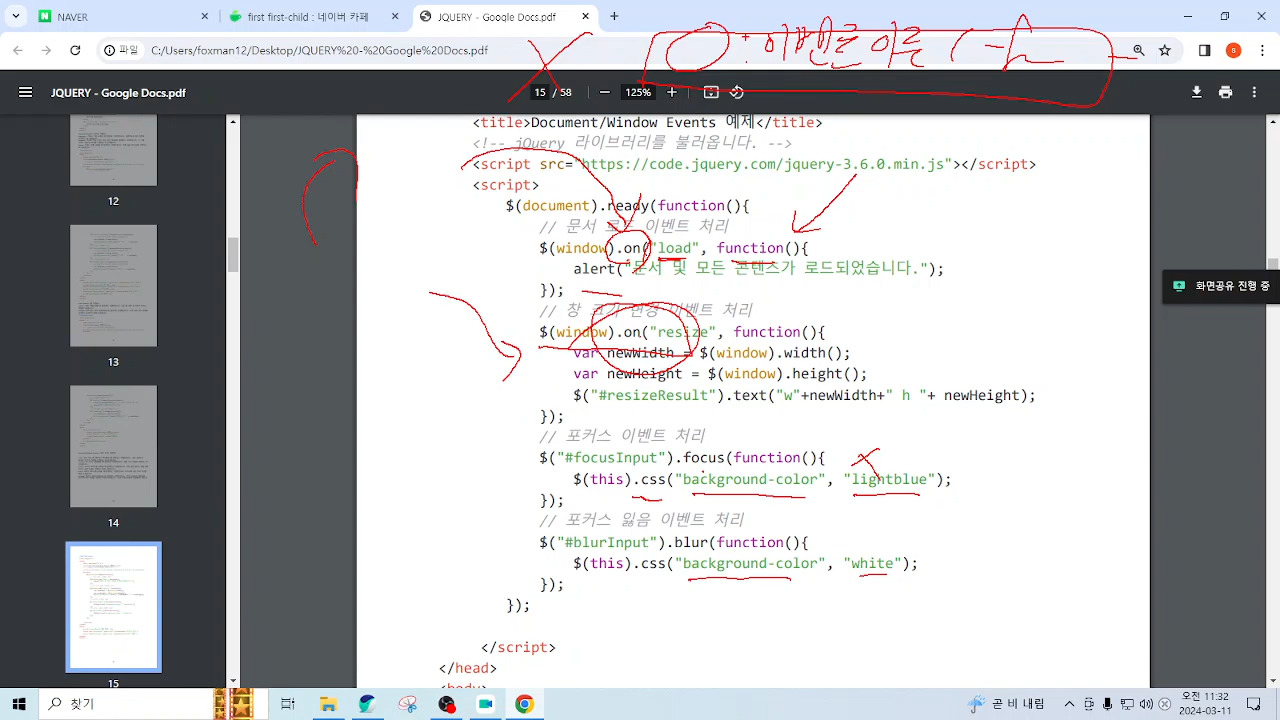 NAVER
front first-child : 네이버 카페
JQUERY - Google Docs.pdf
파일
C:/Users/foxman12/Desktop/JQUERY%20-%20Google%20Docs.pdf
이벤트이름
JQUERY - Google Docs.pdf
15 / 58
125%
<title>Document/Window Events 예제</title>
<!-- jQuery 라이브러리를 불러옵니다. -->
<script src="https://code.jquery.com/jquery-3.6.0.min.js"></script>
<script>
$(document).ready(function(){
// 문서 로드 이벤트 처리
$(window).on("load", function(){
alert("문서 및 모든 콘텐츠가 로드되었습니다.");
});
// 창 크기 변경 이벤트 처리
$(window).on("resize", function(){
var newWidth = $(window).width();
var newHeight = $(window).height();
$("#resizeResult").text("w"+newWidth+" h "+ newHeight);
});
// 포커스 이벤트 처리
$("#focusInput").focus(function(){
$(this).css("background-color", "lightblue");
});
// 포커스 잃음 이벤트 처리
$("#blurInput").blur(function(){
$(this).css("background-color", "white");
});
});
</script>
</head>
<body>
12
13
14
15
찾기
곧 비 내림
오전 11:33
2024-03-11